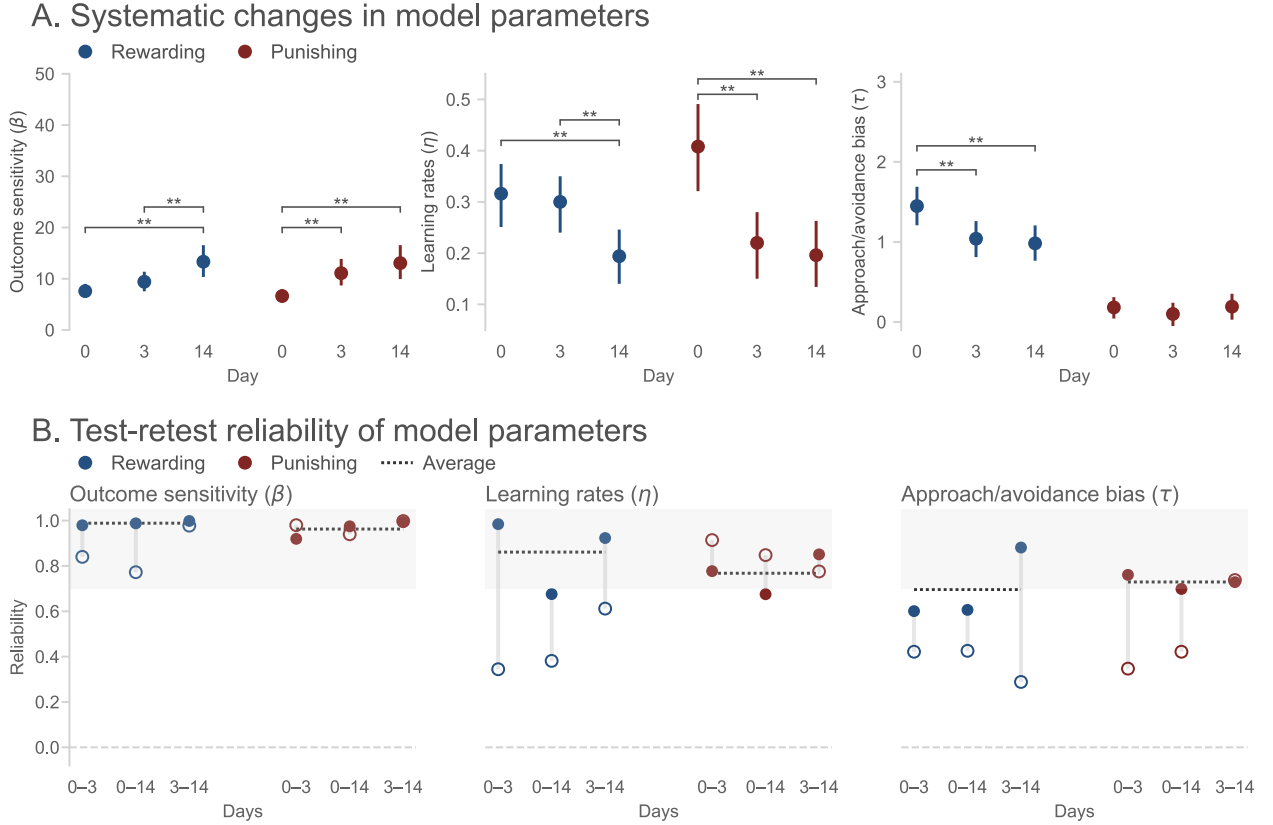 A. Systematic changes in model parameters
Rewarding Punishing
Outcome sensitivity (β)
50
40
30
20
10
0
** ** ** **
0 3 14 0 3 14
Day
Learning rates (η)
0.5
0.4
0.3
0.2
0.1
** ** ** **
0 3 14 0 3 14
Day
Approach/avoidance bias (τ)
3
2
1
0
** **
0 3 14 0 3 14
Day
B. Test-retest reliability of model parameters
Rewarding Punishing Average
Outcome sensitivity (β)
Reliability
1.0
0.8
0.6
0.4
0.2
0.0
0–3 0–14 3–14 0–3 0–14 3–14
Days
Learning rates (η)
0–3 0–14 3–14 0–3 0–14 3–14
Days
Approach/avoidance bias (τ)
0–3 0–14 3–14 0–3 0–14 3–14
Days